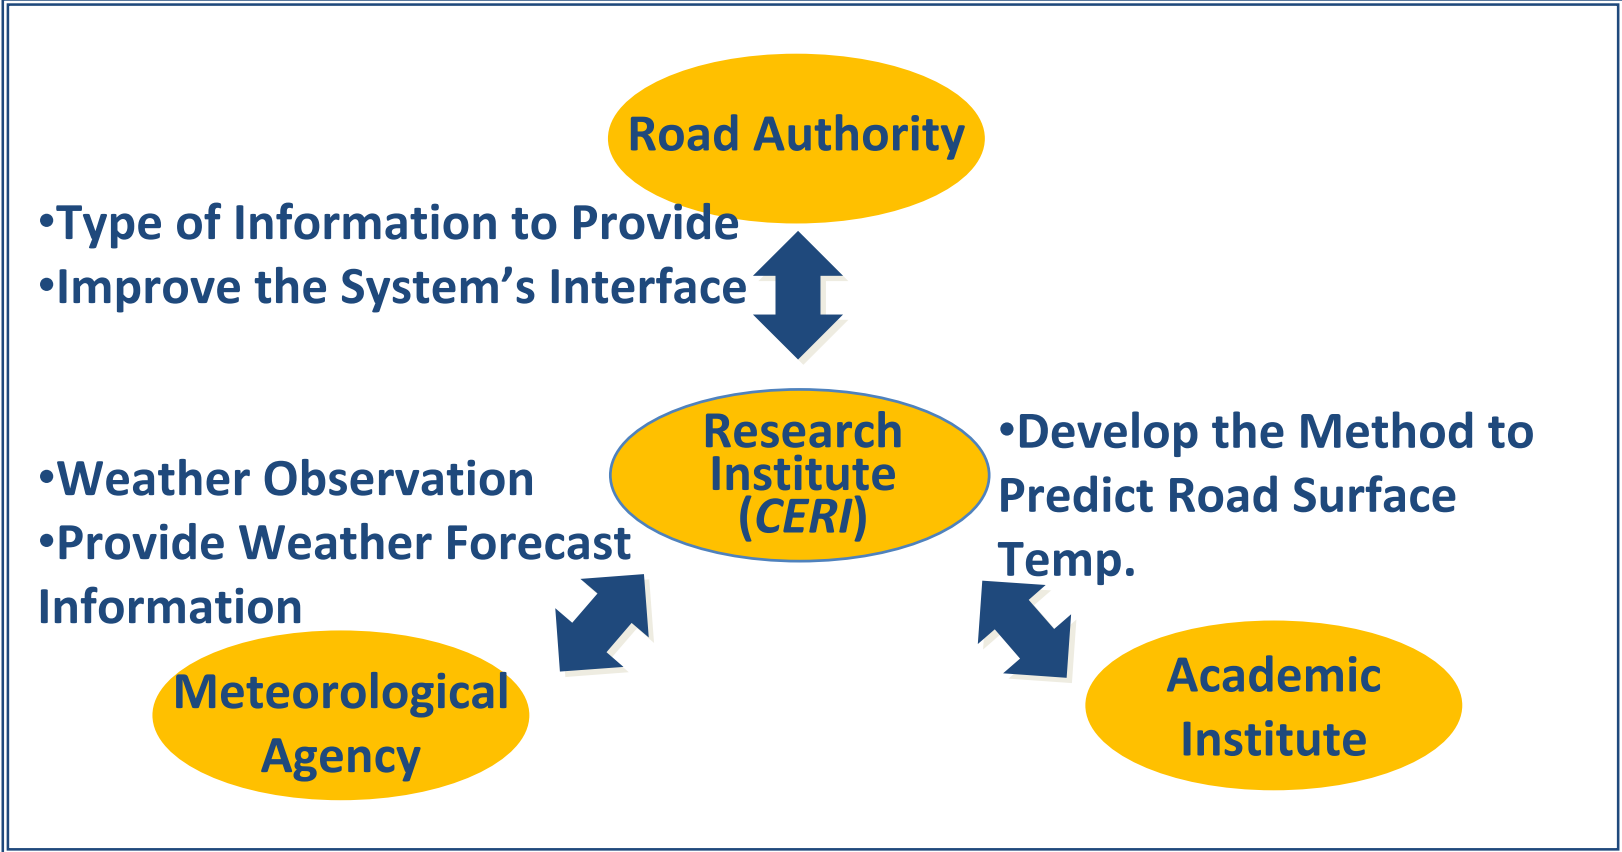 Road Authority
•Type of Information to Provide
•Improve the System’s Interface
Research
Institute
(CERI)
•Develop the Method to
Predict Road Surface
Temp.
•Weather Observation
•Provide Weather Forecast
Information
Meteorological
Agency
Academic
Institute